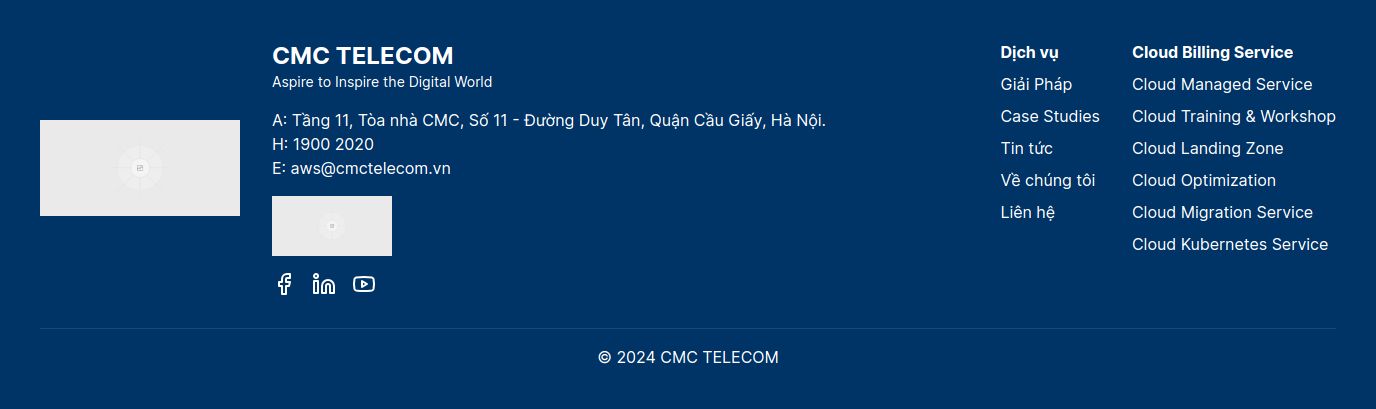 CMC TELECOM
Aspire to Inspire the Digital World
A: Tầng 11, Tòa nhà CMC, Số 11 - Đường Duy Tân, Quận Cầu Giấy, Hà Nội.
H: 1900 2020
E: aws@cmctelecom.vn
Dịch vụ
Giải Pháp
Case Studies
Tin tức
Về chúng tôi
Liên hệ
Cloud Billing Service
Cloud Managed Service
Cloud Training & Workshop
Cloud Landing Zone
Cloud Optimization
Cloud Migration Service
Cloud Kubernetes Service
© 2024 CMC TELECOM